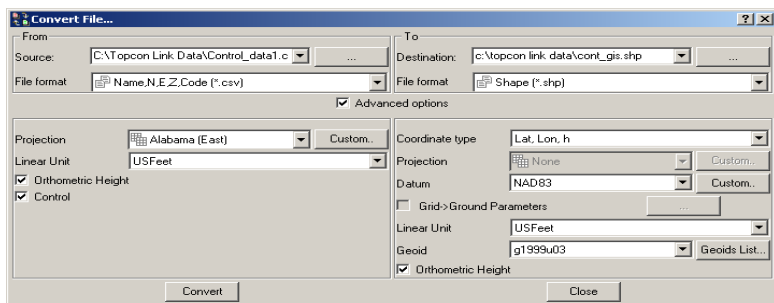 Convert File...
From
Source: C:\Topcon Link Data\Control_data1.c ...
File format Name,N,E,Z,Code (*.csv)
To
Destination: c:\topcon link data\cont_gis.shp ...
File format Shape (*.shp)
Advanced options
Projection Alabama (East) Custom..
Linear Unit USFeet
Orthometric Height
Control
Coordinate type Lat, Lon, h
Projection None Custom..
Datum NAD83 Custom..
Grid->Ground Parameters ...
Linear Unit USFeet
Geoid g1999u03 Geoids List...
Orthometric Height
Convert
Close